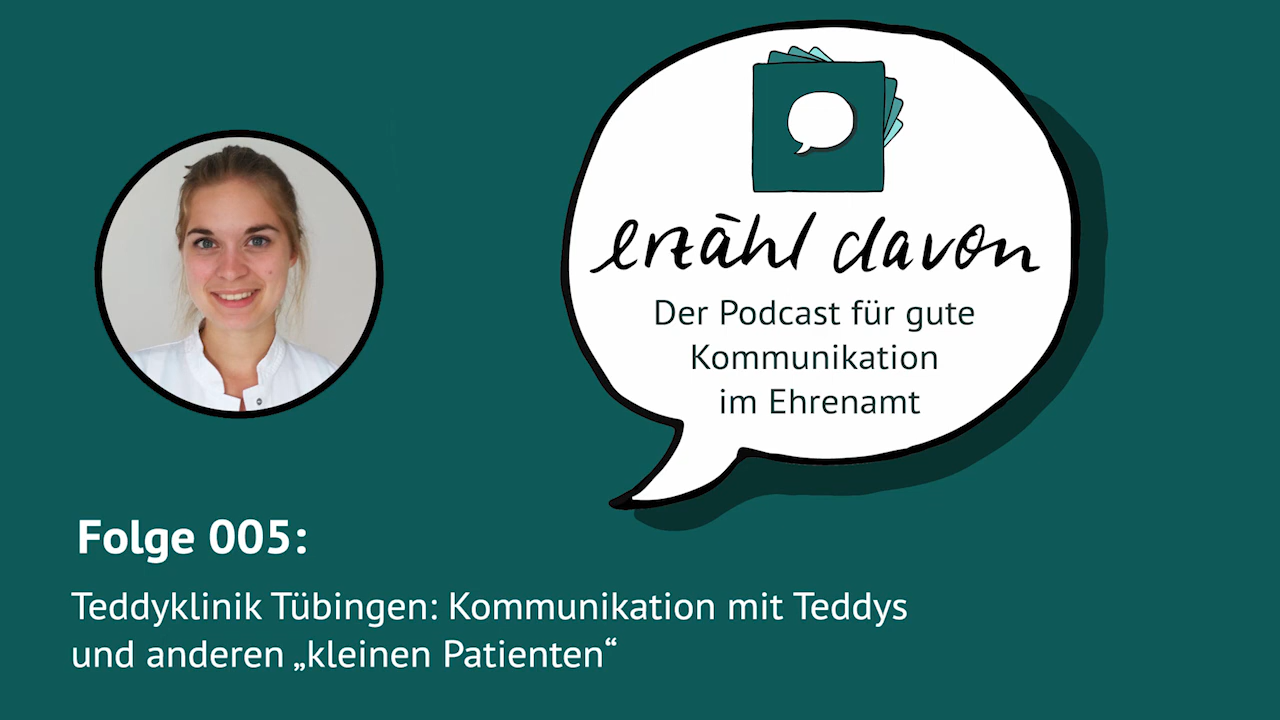 erzähl davon
Der Podcast für gute
Kommunikation
im Ehrenamt
Folge 005:
Teddyklinik Tübingen: Kommunikation mit Teddys
und anderen „kleinen Patienten“